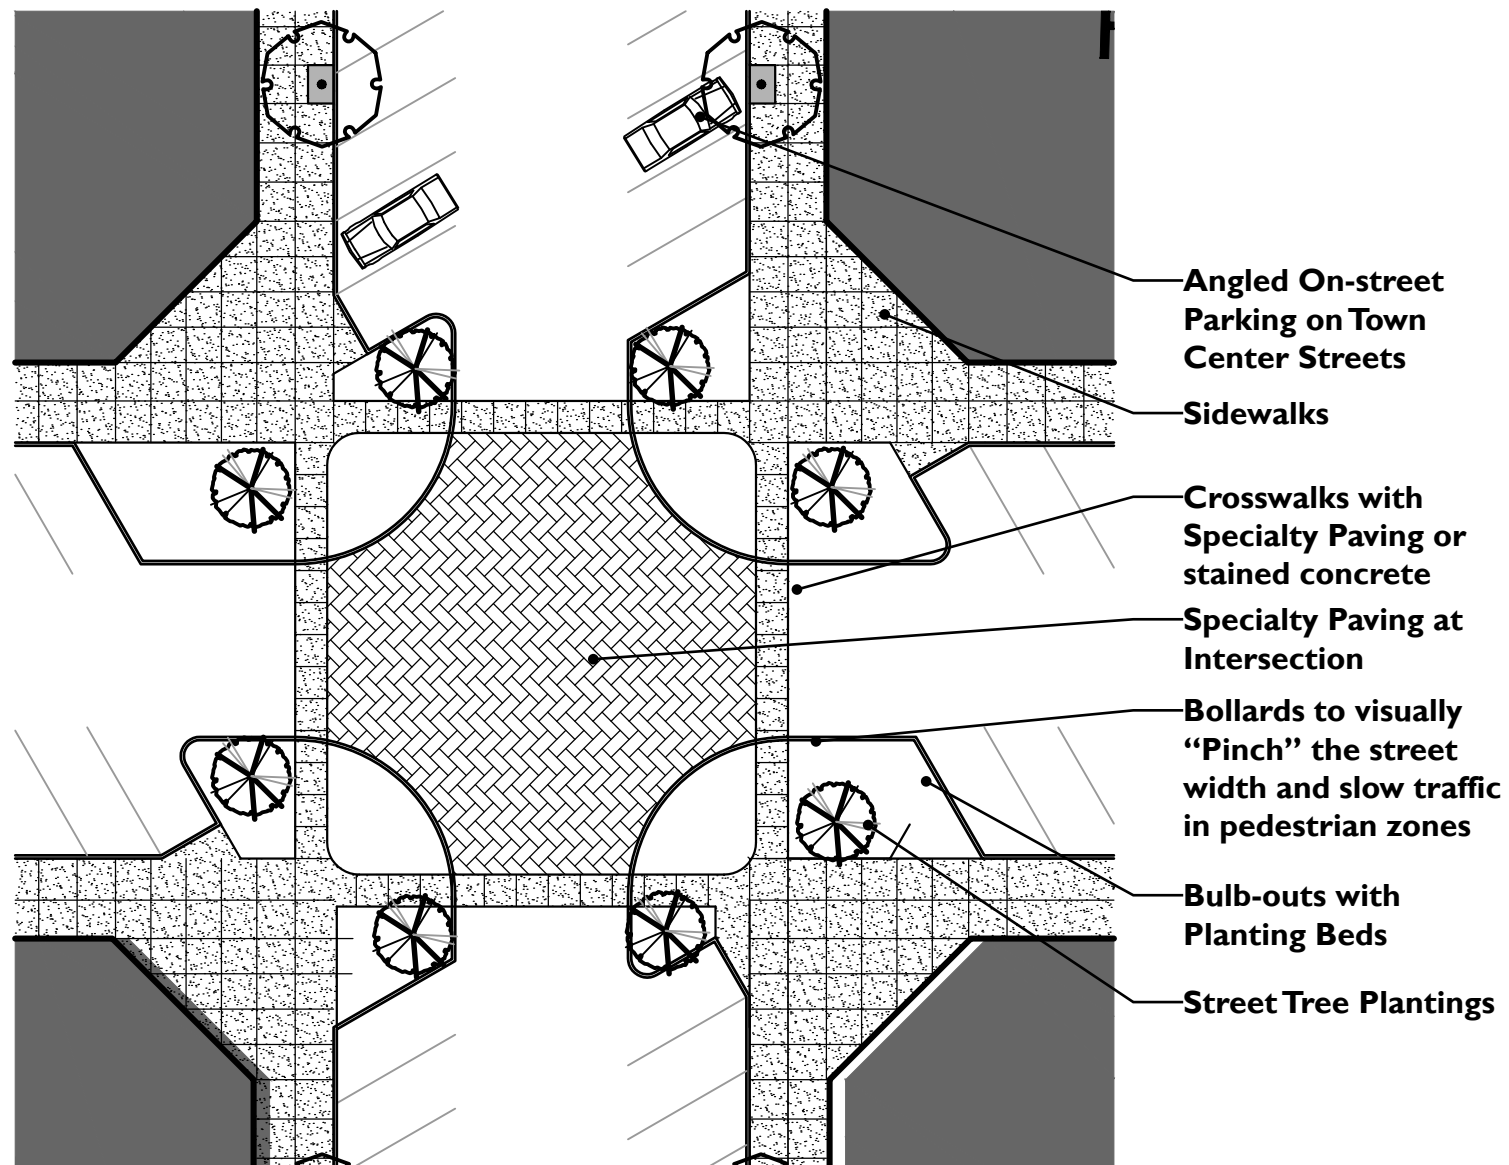 Angled On-street
Parking on Town
Center Streets
Sidewalks
Crosswalks with
Specialty Paving or
stained concrete
Specialty Paving at
Intersection
Bollards to visually
“Pinch” the street
width and slow traffic
in pedestrian zones
Bulb-outs with
Planting Beds
Street Tree Plantings